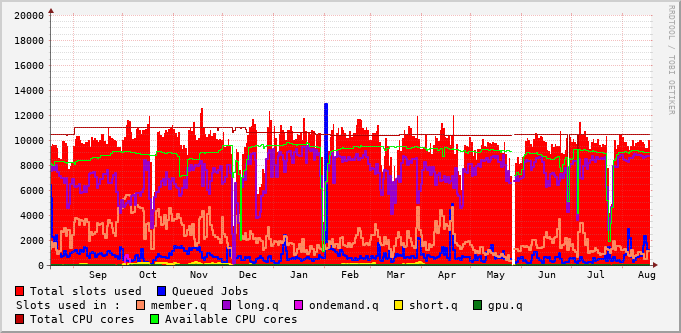 20000
18000
16000
14000
12000
10000
8000
6000
4000
2000
0
Sep Oct Nov Dec Jan Feb Mar Apr May Jun Jul Aug
Total slots used Queued Jobs
Slots used in : member.q long.q ondemand.q short.q gpu.q
Total CPU cores Available CPU cores
RRDTOOL / TOBI OETIKER